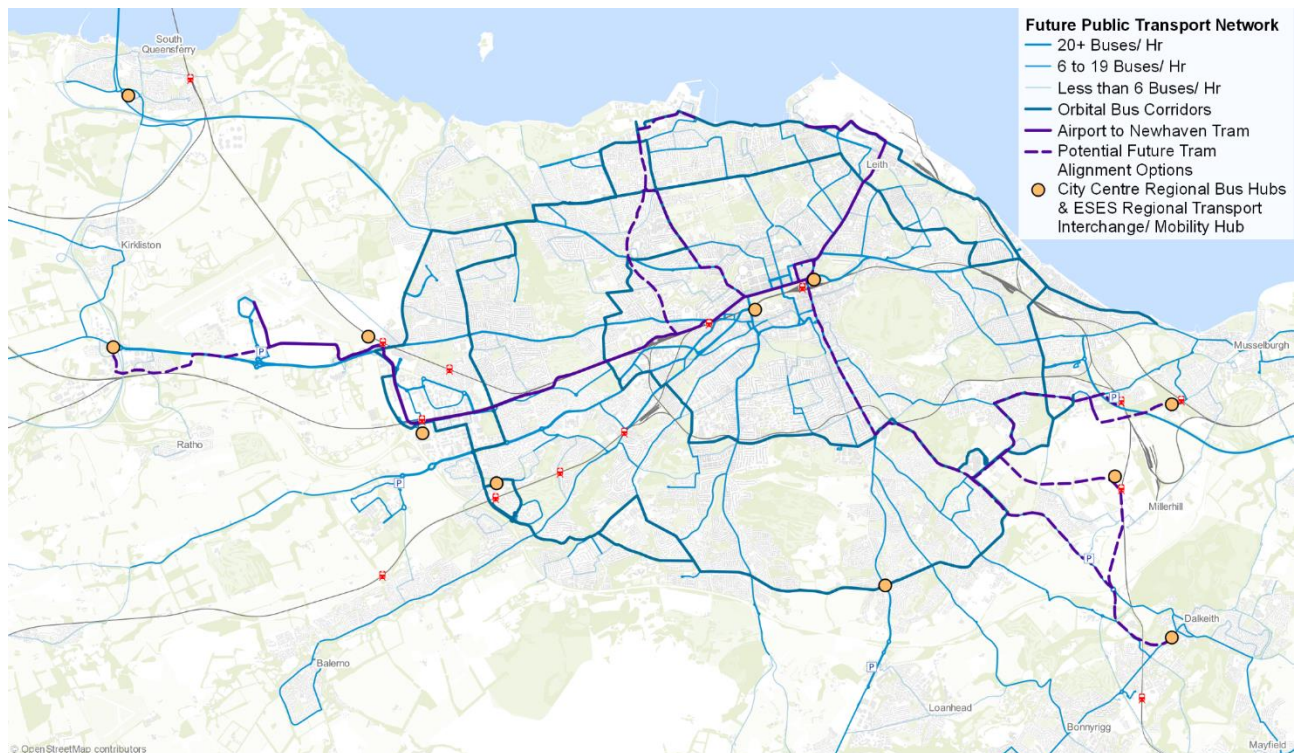 Future Public Transport Network
20+ Buses/ Hr
6 to 19 Buses/ Hr
Less than 6 Buses/ Hr
Orbital Bus Corridors
Airport to Newhaven Tram
Potential Future Tram
Alignment Options
City Centre Regional Bus Hubs
& ESES Regional Transport
Interchange/ Mobility Hub
South
Queensferry
Leith
Kirkliston
Musselburgh
P
P
Ratho
P
Millerhill
P
Dalkeith
Balerno
P
Loanhead
Bonnyrigg
Mayfield
© OpenStreetMap contributors